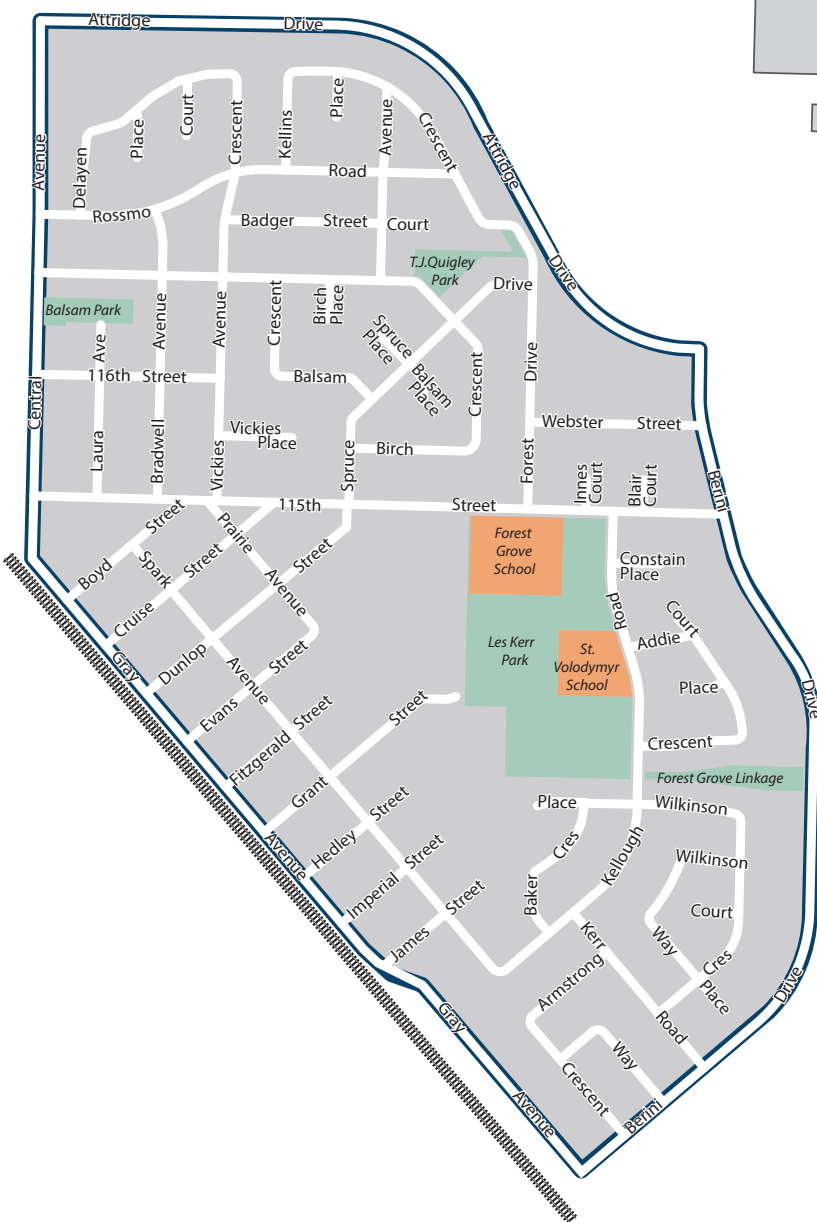 Attridge
Drive
Avenue
Delayen
Place
Court
Crescent
Kellins
Place
Avenue
Crescent
Attridge
Drive
Road
Rossmo
Badger
Street
Court
T.J.Quigley
Park
Drive
Balsam Park
Avenue
Avenue
Crescent
Birch
Place
Spruce
Place
Balsam
Place
Crescent
Drive
Ave
116th
Street
Balsam
Central
Laura
Bradwell
Vickies
Vickies
Place
Spruce
Birch
Forest
Webster
Street
Berini
Innes
Court
Blair
Court
115th
Street
Boyd
Street
Prairie
Avenue
Spark
Avenue
Cruise
Street
Dunlop
Street
Forest
Grove
School
Constain
Place
Road
Addie
Court
Les Kerr
Park
St.
Volodymyr
School
Place
Crescent
Drive
Gray
Evans
Street
Fitzgerald
Street
Grant
Street
Forest Grove Linkage
Place
Wilkinson
Hedley
Street
Avenue
Cres
Baker
Kellough
Wilkinson
Court
Way
Cres
Place
Imperial
Street
James
Street
Kerr
Road
Armstrong
Drive
Gray
Way
Crescent
Avenue
Berini